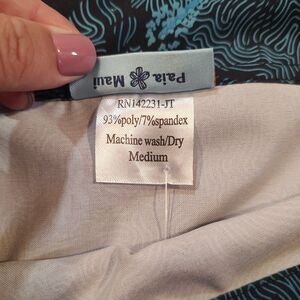 Paia
Maui
RN142231-JT
93%poly/7%spandex
Machine wash/Dry
Medium